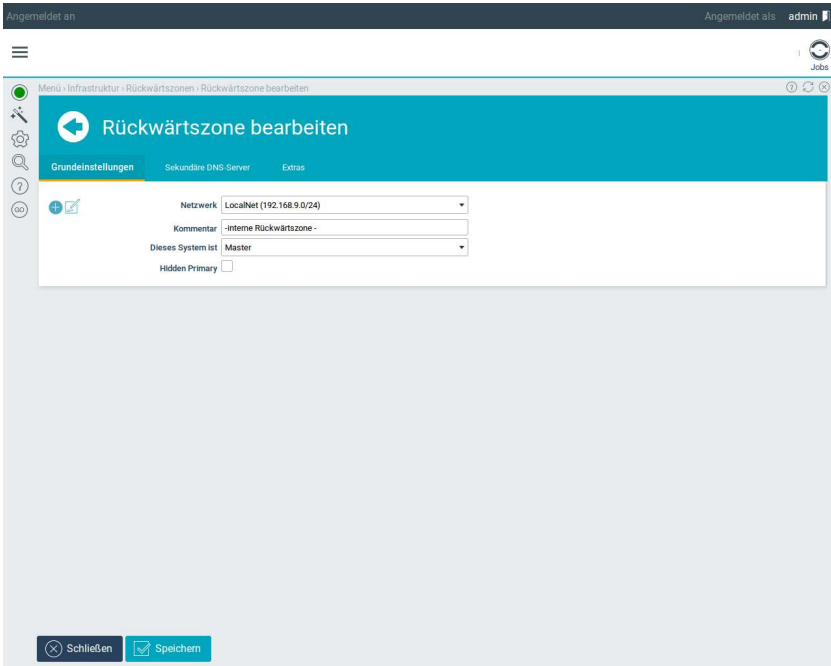 Angemeldet an Angemeldet als admin
Jobs
Menü › Infrastruktur › Rückwärtszonen › Rückwärtszone bearbeiten
Rückwärtszone bearbeiten
Grundeinstellungen Sekundäre DNS-Server Extras
Netzwerk LocalNet (192.168.9.0/24)
Kommentar -interne Rückwärtszone -
Dieses System ist Master
Hidden Primary
GO
Schließen Speichern